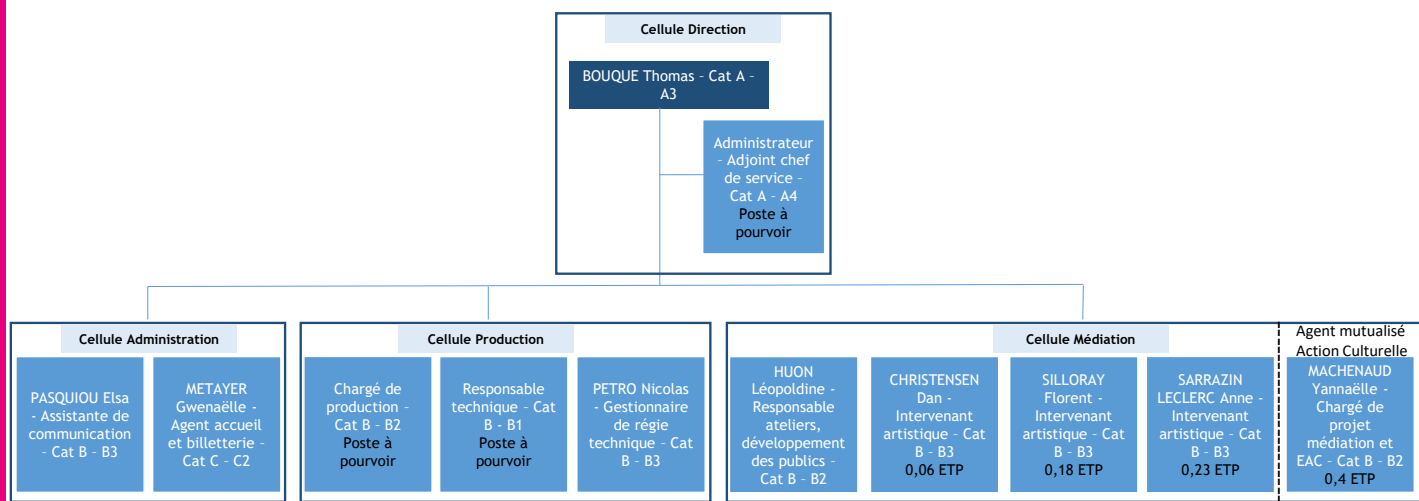 Cellule Direction
BOUQUE Thomas – Cat A –
A3
Administrateur
– Adjoint chef
de service –
Cat A – A4
Poste à
pourvoir
Cellule Administration
PASQUIOU Elsa
- Assistante de
communication
– Cat B – B3
METAYER
Gwenaëlle -
Agent accueil
et billetterie –
Cat C – C2
Cellule Production
Chargé de
production –
Cat B – B2
Poste à
pourvoir
Responsable
technique – Cat
B – B1
Poste à
pourvoir
PETRO Nicolas
- Gestionnaire
de régie
technique – Cat
B – B3
Cellule Médiation
HUON
Léopoldine -
Responsable
ateliers,
développement
des publics –
Cat B – B2
CHRISTENSEN
Dan -
Intervenant
artistique – Cat
B – B3
0,06 ETP
SILLORAY
Florent -
Intervenant
artistique – Cat
B – B3
0,18 ETP
SARRAZIN
LECLERC Anne -
Intervenant
artistique – Cat
B – B3
0,23 ETP
Agent mutualisé
Action Culturelle
MACHENAUD
Yannaëlle -
Chargé de
projet
médiation et
EAC – Cat B – B2
0,4 ETP